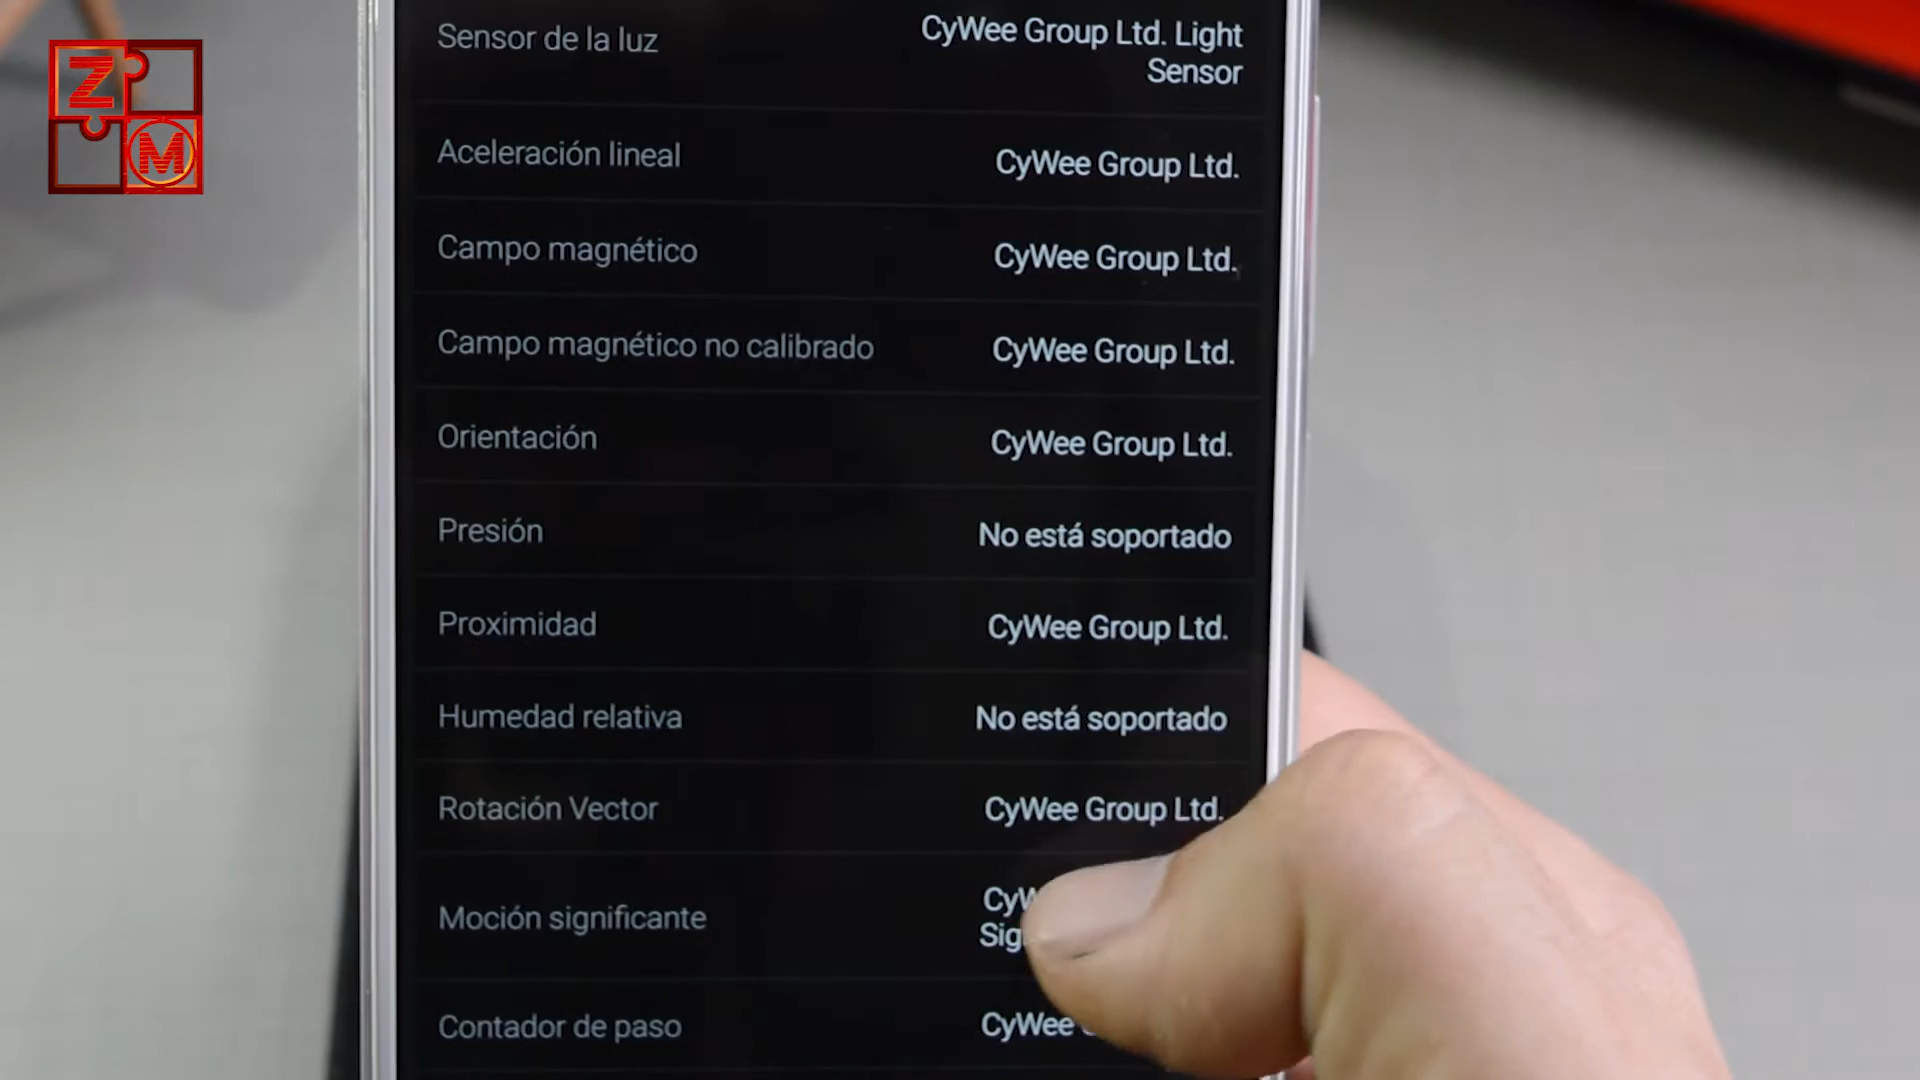 Z
M
Sensor de la luz
CyWee Group Ltd. Light
Sensor
Aceleración lineal
CyWee Group Ltd.
Campo magnético
CyWee Group Ltd.
Campo magnético no calibrado
CyWee Group Ltd.
Orientación
CyWee Group Ltd.
Presión
No está soportado
Proximidad
CyWee Group Ltd.
Humedad relativa
No está soportado
Rotación Vector
CyWee Group Ltd.
Moción significante
Contador de paso
CyWee